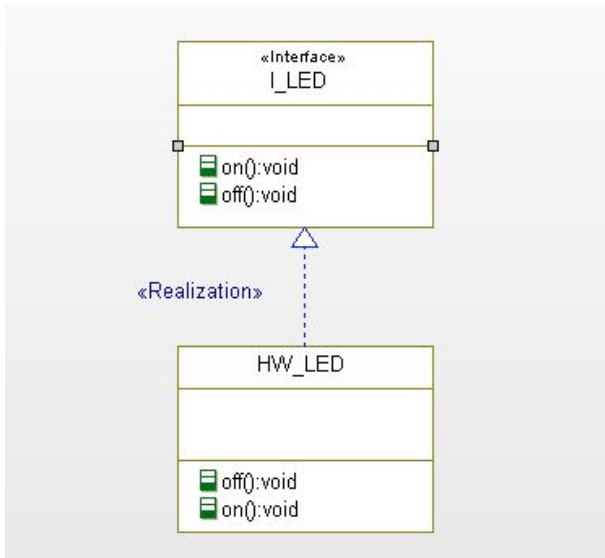 «Interface»
I_LED
on():void
off():void
«Realization»
HW_LED
off():void
on():void